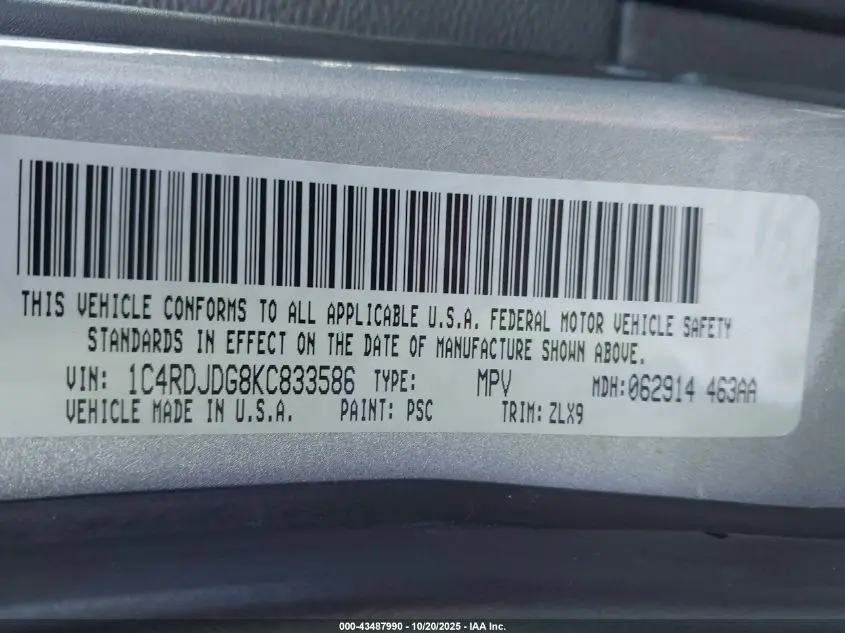 THIS VEHICLE CONFORMS TO ALL APPLICABLE U.S.A. FEDERAL MOTOR VEHICLE SAFETY
STANDARDS IN EFFECT ON THE DATE OF MANUFACTURE SHOWN ABOVE.
VIN: 1C4RDJDG8KC833586 TYPE: MPV MDH:062914 463AA
VEHICLE MADE IN U.S.A. PAINT: PSC TRIM: ZLX9
000-43487990 - 10/20/2025 - IAA Inc.